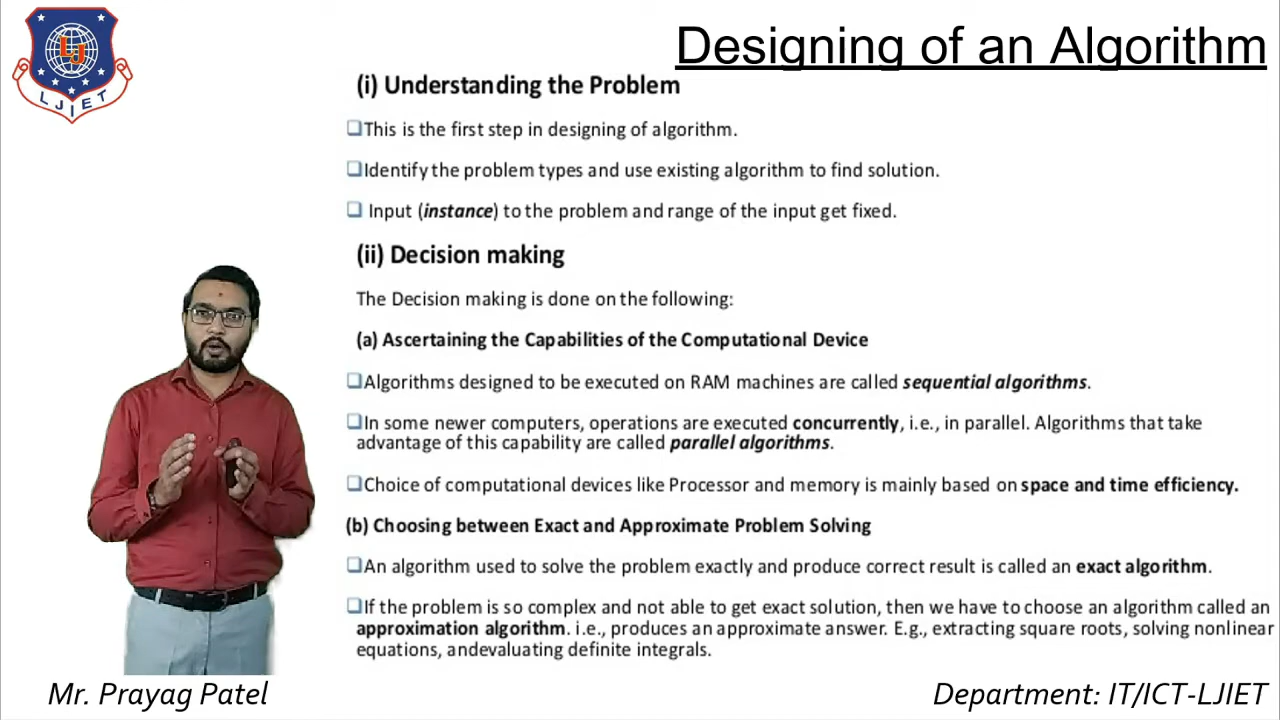 Designing of an Algorithm
LJIET
(i) Understanding the Problem
This is the first step in designing of algorithm.
Identify the problem types and use existing algorithm to find solution.
Input (instance) to the problem and range of the input get fixed.
(ii) Decision making
The Decision making is done on the following:
(a) Ascertaining the Capabilities of the Computational Device
Algorithms designed to be executed on RAM machines are called sequential algorithms.
In some newer computers, operations are executed concurrently, i.e., in parallel. Algorithms that take
advantage of this capability are called parallel algorithms.
Choice of computational devices like Processor and memory is mainly based on space and time efficiency.
(b) Choosing between Exact and Approximate Problem Solving
An algorithm used to solve the problem exactly and produce correct result is called an exact algorithm.
If the problem is so complex and not able to get exact solution, then we have to choose an algorithm called an
approximation algorithm. i.e., produces an approximate answer. E.g., extracting square roots, solving nonlinear
equations, andevaluating definite integrals.
Mr. Prayag Patel
Department: IT/ICT-LJIET